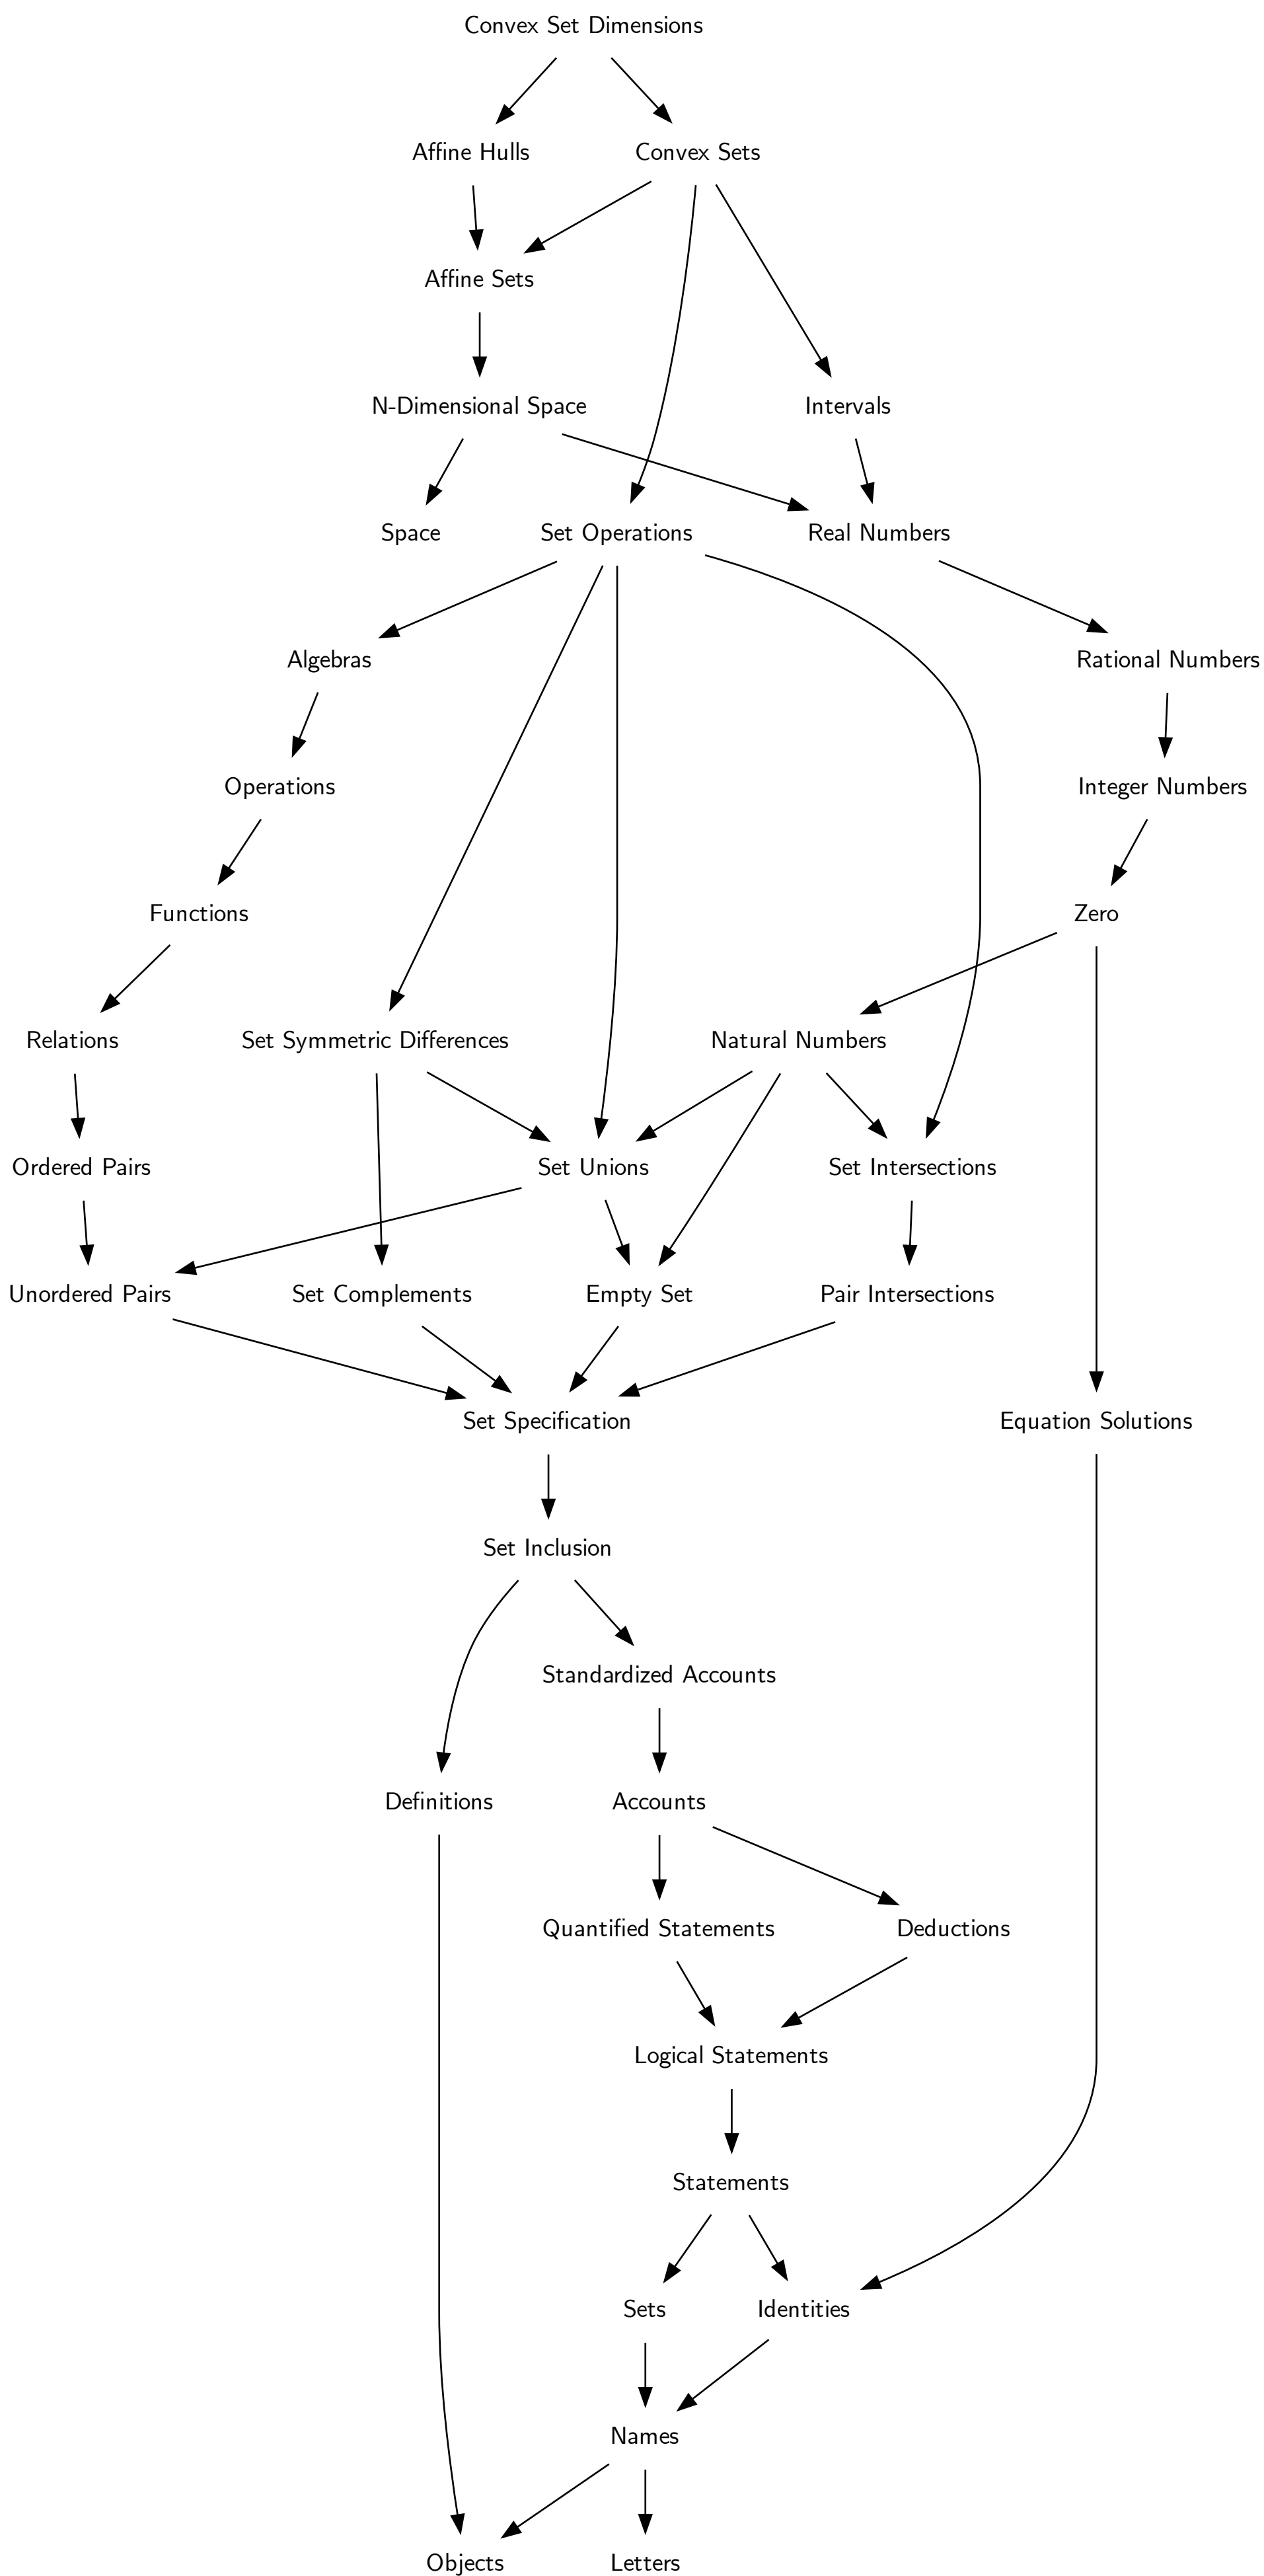 Convex Set Dimensions
Affine Hulls
Convex Sets
Affine Sets
N-Dimensional Space
Intervals
Space
Set Operations
Real Numbers
Algebras
Rational Numbers
Operations
Integer Numbers
Functions
Zero
Relations
Set Symmetric Differences
Natural Numbers
Ordered Pairs
Set Unions
Set Intersections
Unordered Pairs
Set Complements
Empty Set
Pair Intersections
Set Specification
Equation Solutions
Set Inclusion
Standardized Accounts
Definitions
Accounts
Quantified Statements
Deductions
Logical Statements
Statements
Sets
Identities
Names
Objects
Letters